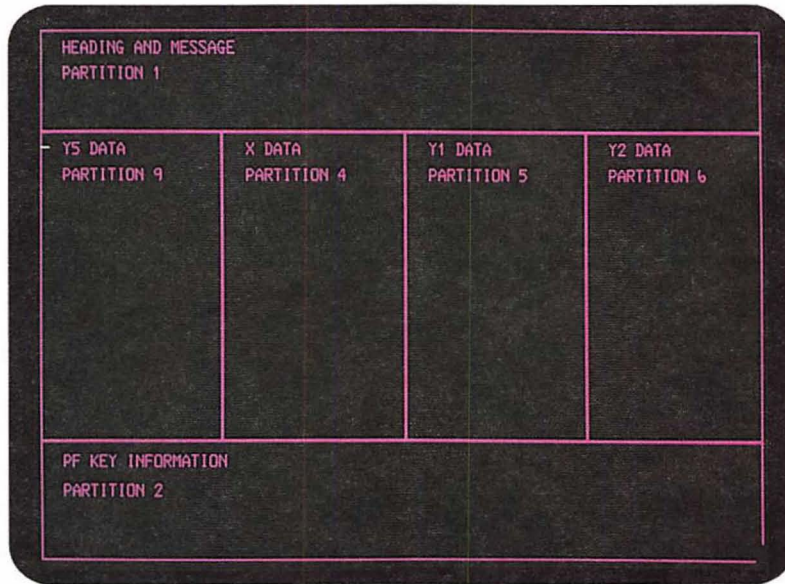 HEADING AND MESSAGE
PARTITION 1
Y5 DATA
PARTITION 9
X DATA
PARTITION 4
Y1 DATA
PARTITION 5
Y2 DATA
PARTITION 6
PF KEY INFORMATION
PARTITION 2